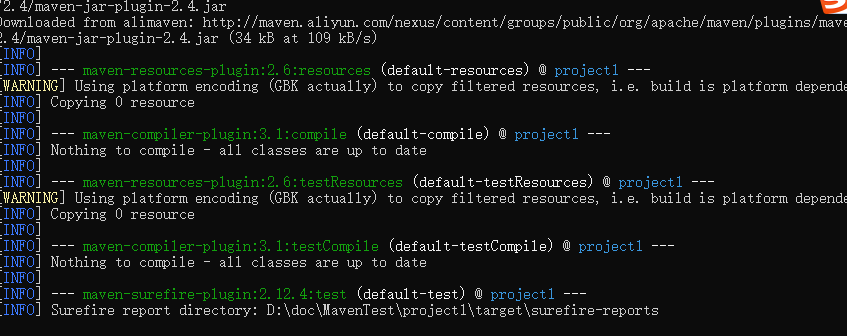 /2.4/maven-jar-plugin-2.4.jar
Downloaded from alimaven: http://maven.aliyun.com/nexus/content/groups/public/org/apache/maven/plugins/mave
2.4/maven-jar-plugin-2.4.jar (34 kB at 109 kB/s)
[INFO]
[INFO] --- maven-resources-plugin:2.6:resources (default-resources) @ project1 ---
[WARNING] Using platform encoding (GBK actually) to copy filtered resources, i.e. build is platform depende
[INFO] Copying 0 resource
[INFO]
[INFO] --- maven-compiler-plugin:3.1:compile (default-compile) @ project1 ---
[INFO] Nothing to compile - all classes are up to date
[INFO]
[INFO] --- maven-resources-plugin:2.6:testResources (default-testResources) @ project1 ---
[WARNING] Using platform encoding (GBK actually) to copy filtered resources, i.e. build is platform depende
[INFO] Copying 0 resource
[INFO]
[INFO] --- maven-compiler-plugin:3.1:testCompile (default-testCompile) @ project1 ---
[INFO] Nothing to compile - all classes are up to date
[INFO]
[INFO] --- maven-surefire-plugin:2.12.4:test (default-test) @ project1 ---
[INFO] Surefire report directory: D:\doc\MavenTest\project1\target\surefire-reports